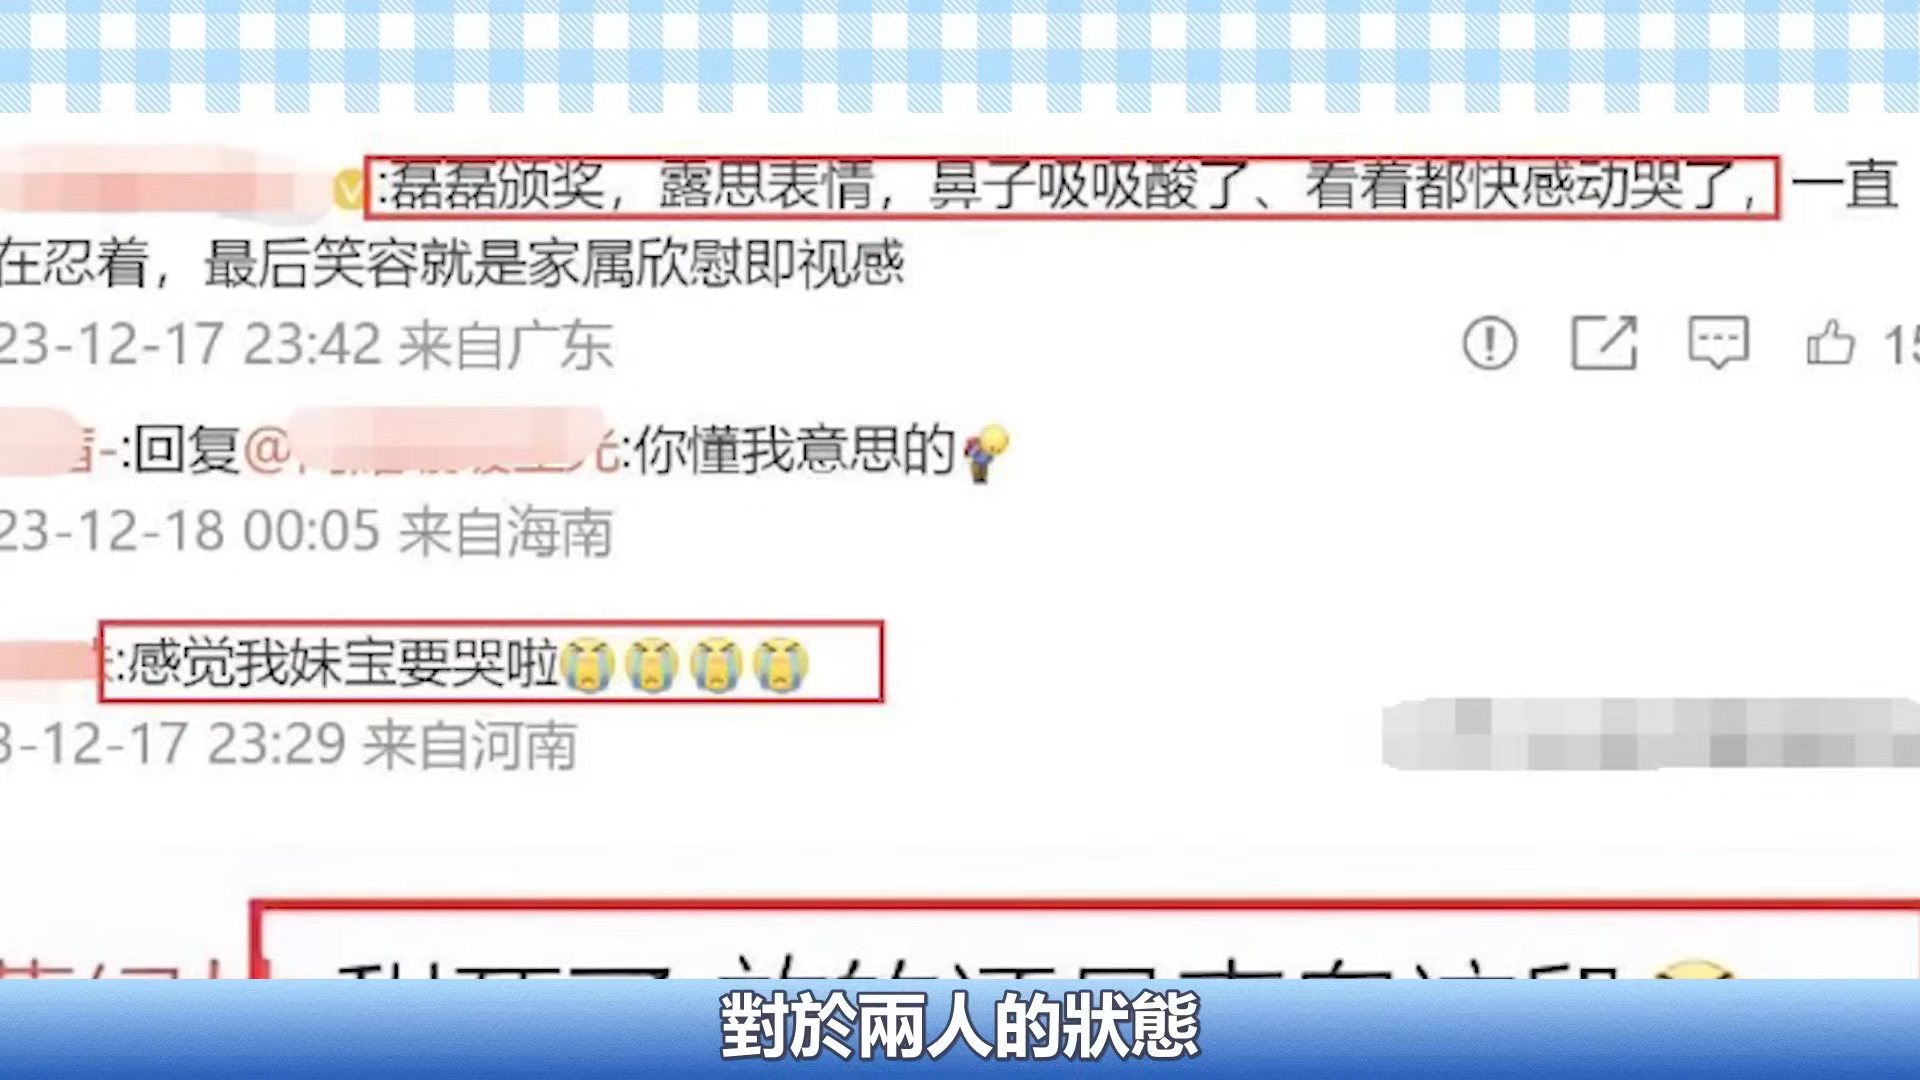 :磊磊颁奖，露思表情，鼻子吸吸酸了、看着都快感动哭了，一直
在忍着，最后笑容就是家属欣慰即视感
23-12-17 23:42 来自广东
15
-:回复@:你懂我意思的
23-12-18 00:05 来自海南
:感觉我妹宝要哭啦😭😭😭😭
3-12-17 23:29 来自河南
對於兩人的狀態